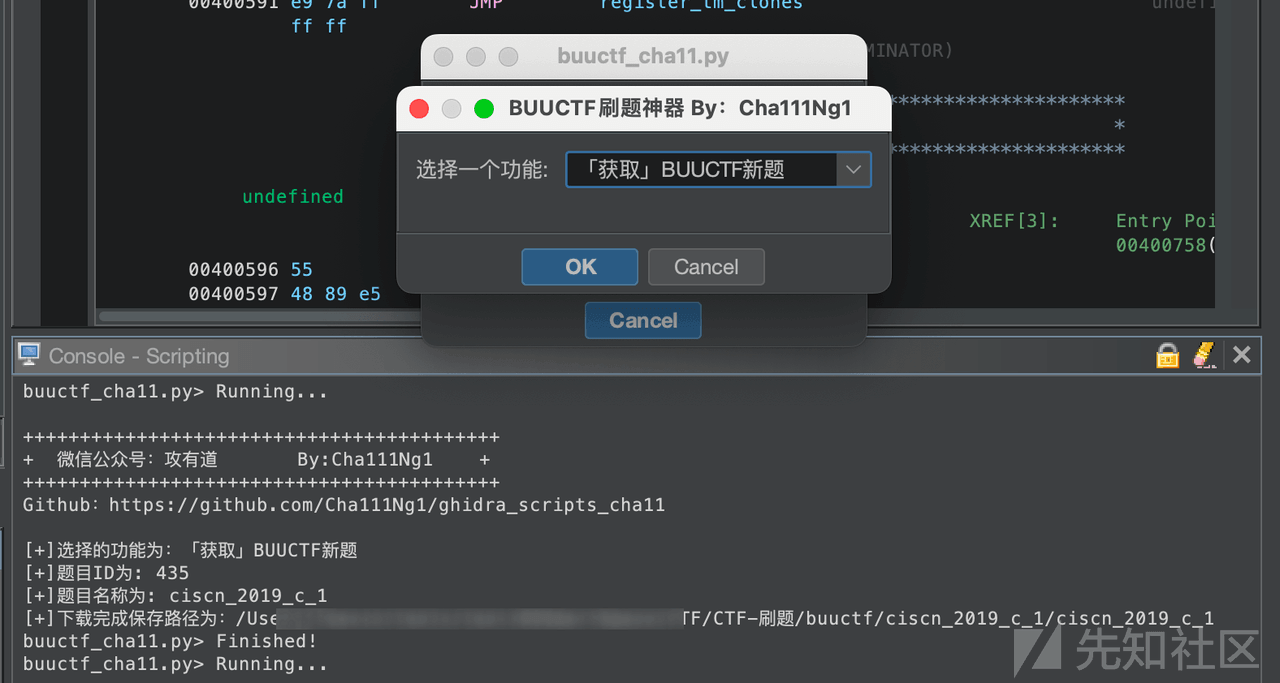 00400591 e9 7a ff JMP register_tm_clones
ff ff
buuctf_cha11.py
MINATOR)
*********************
BUUCTF刷题神器 By：Cha111Ng1
*
*********************
选择一个功能: 「获取」BUUCTF新题
undefined
XREF[3]: Entry Poi
00400758(
00400596 55
OK Cancel
00400597 48 89 e5
Cancel
Console - Scripting
buuctf_cha11.py> Running...
++++++++++++++++++++++++++++++++++++++++++
+ 微信公众号：攻有道 By:Cha111Ng1 +
++++++++++++++++++++++++++++++++++++++++++
Github：https://github.com/Cha111Ng1/ghidra_scripts_cha11
[+]选择的功能为：「获取」BUUCTF新题
[+]题目ID为: 435
[+]题目名称为: ciscn_2019_c_1
[+]下载完成保存路径为：/Use TF/CTF-刷题/buuctf/ciscn_2019_c_1/ciscn_2019_c_1
buuctf_cha11.py> Finished!
buuctf_cha11.py> Running...
先知社区